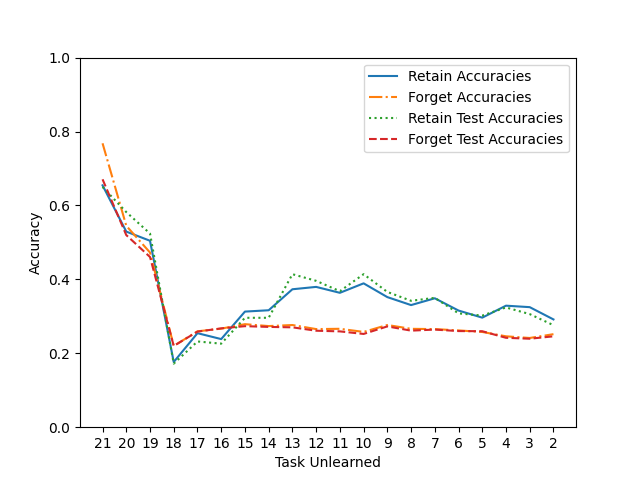 1.0
0.8
0.6
0.4
0.2
0.0
Accuracy
Retain Accuracies
Forget Accuracies
Retain Test Accuracies
Forget Test Accuracies
21 20 19 18 17 16 15 14 13 12 11 10 9 8 7 6 5 4 3 2
Task Unlearned